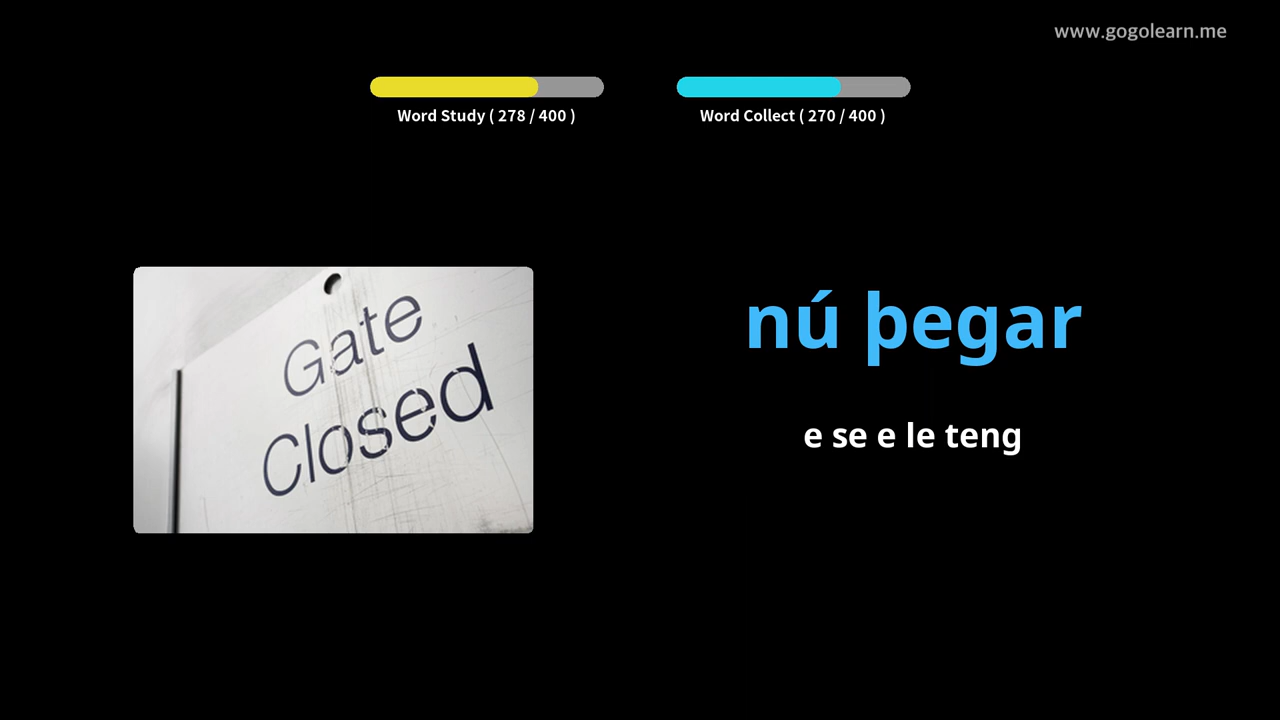 www.gogolearn.me
Word Study ( 278 / 400 )
Word Collect ( 270 / 400 )
Gate
Closed
nú þegar
e se e le teng